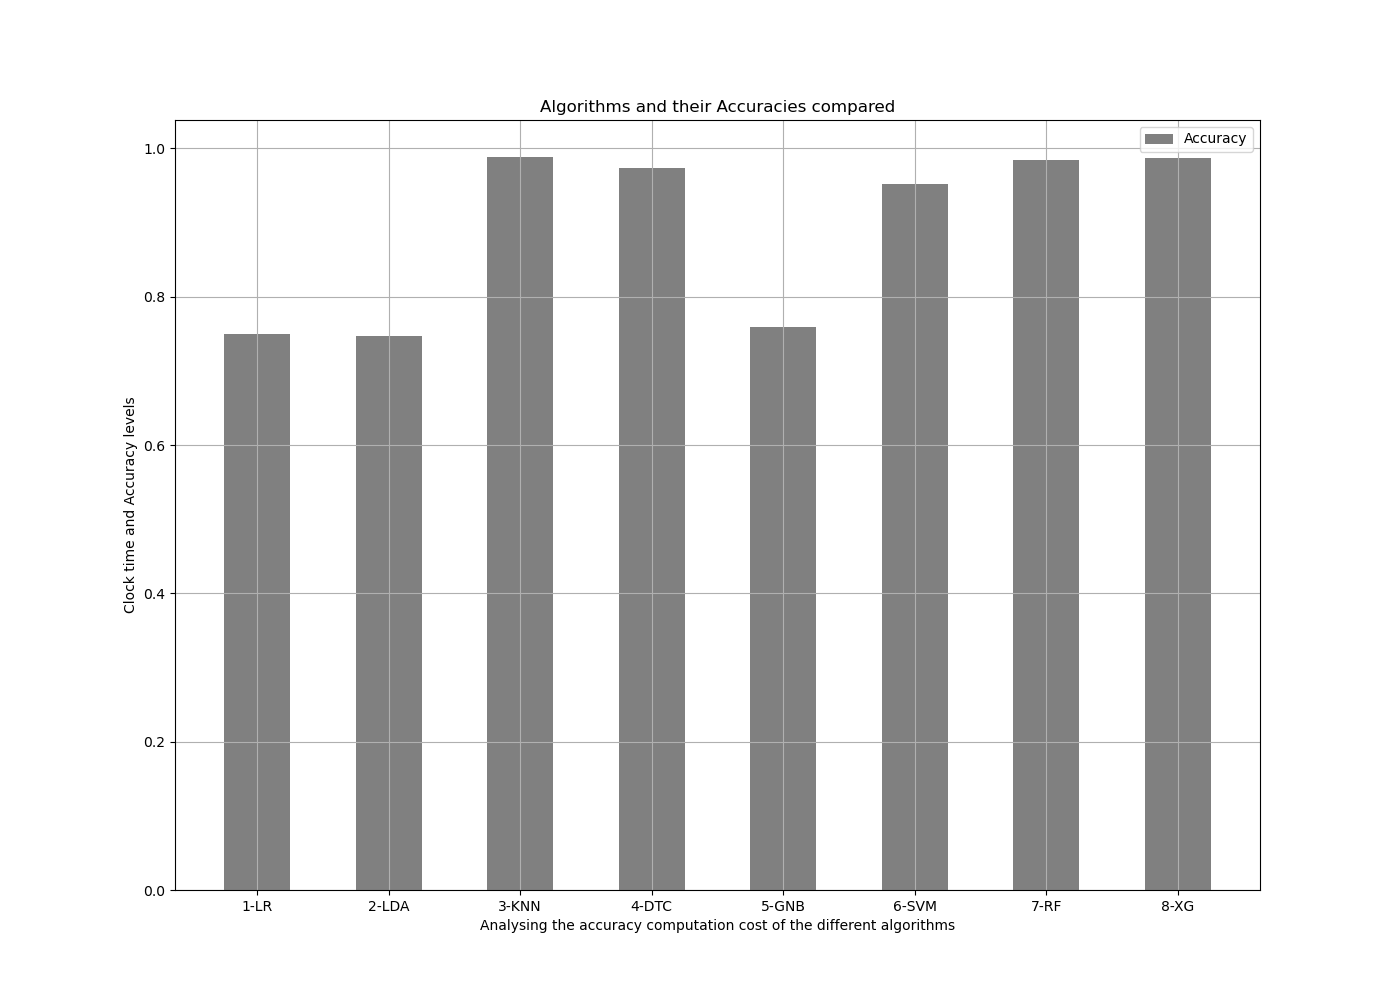 Algorithms and their Accuracies compared
Accuracy
Clock time and Accuracy levels
1.0
0.8
0.6
0.4
0.2
0.0
1-LR 2-LDA 3-KNN 4-DTC 5-GNB 6-SVM 7-RF 8-XG
Analysing the accuracy computation cost of the different algorithms